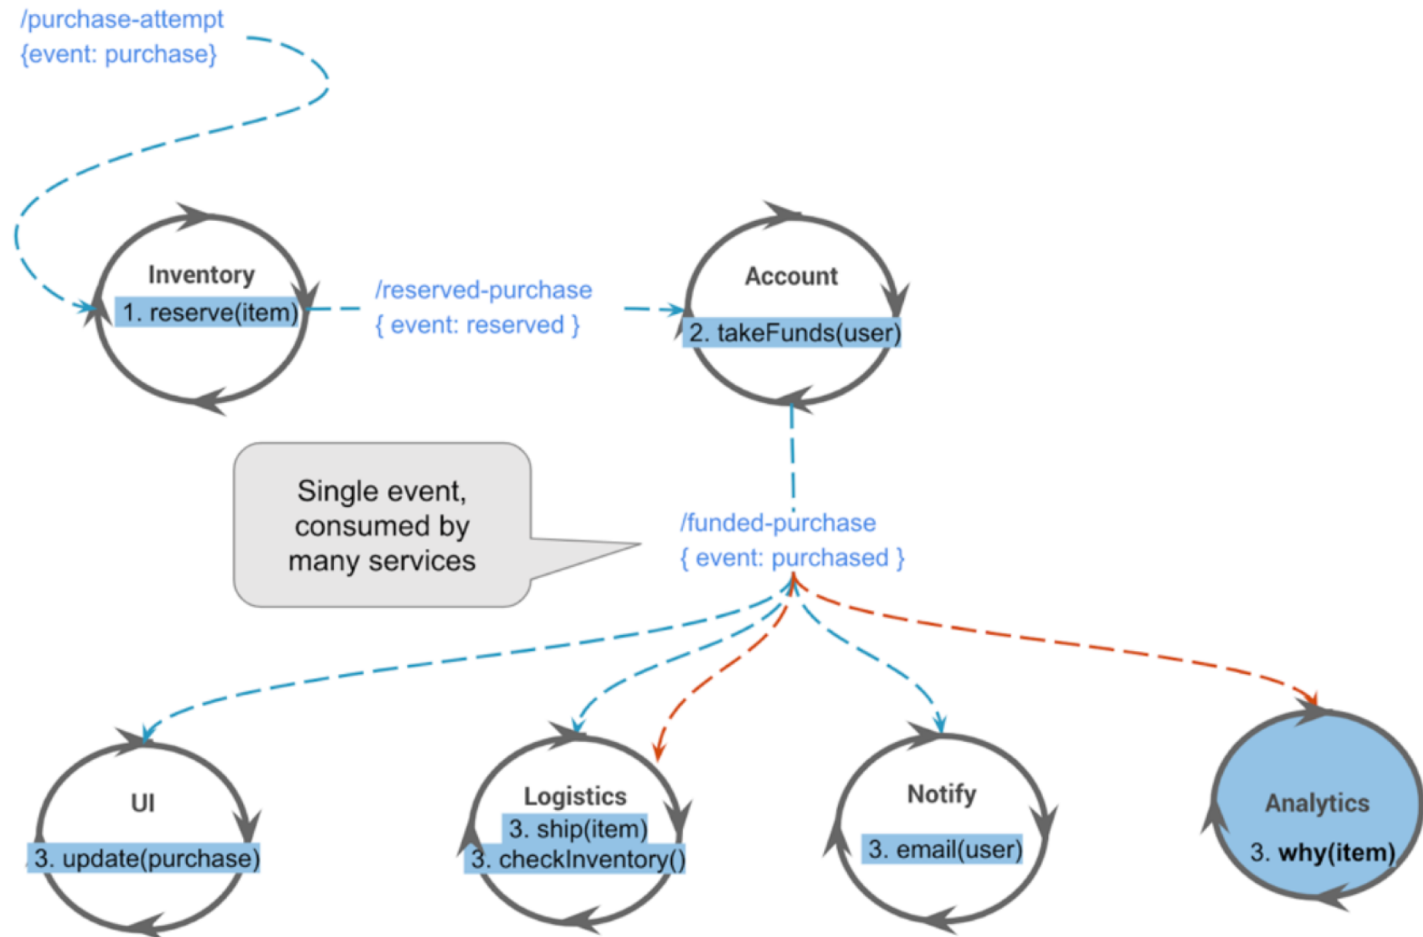 /purchase-attempt
{event: purchase}
Inventory
1. reserve(item)
/reserved-purchase
{ event: reserved }
Account
2. takeFunds(user)
Single event,
consumed by
many services
/funded-purchase
{ event: purchased }
UI
3. update(purchase)
Logistics
3. ship(item)
3. checkInventory()
Notify
3. email(user)
Analytics
3. why(item)